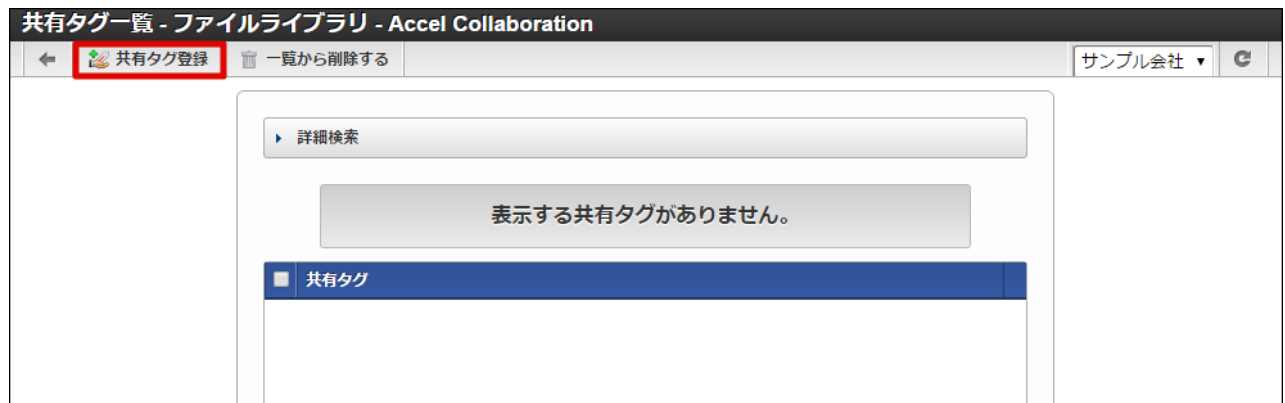 共有タグ一覧 - ファイルライブラリ - Accel Collaboration
共有タグ登録 一覧から削除する サンプル会社
詳細検索
表示する共有タグがありません。
共有タグ